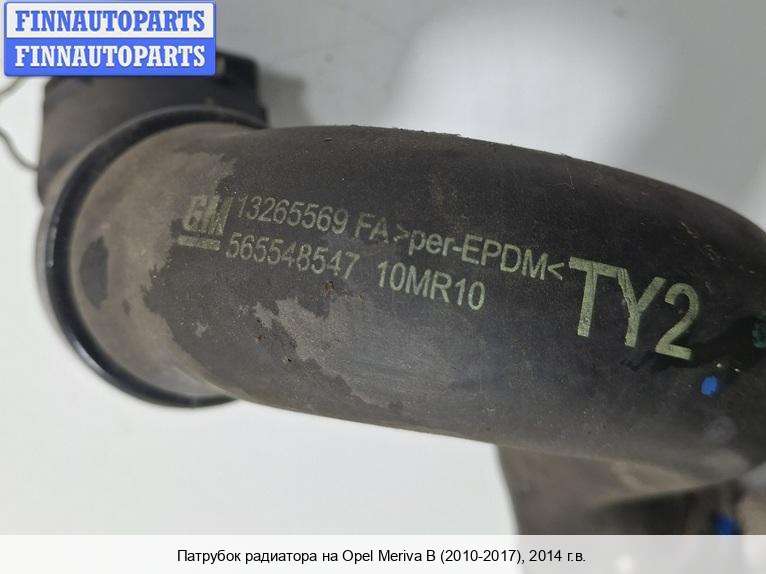 FINNAUTOPARTS
FINNAUTOPARTS
GM 13265569 FA >per-EPDM<
565548547 10MR10
TY2
Патрубок радиатора на Opel Meriva B (2010-2017), 2014 г.в.